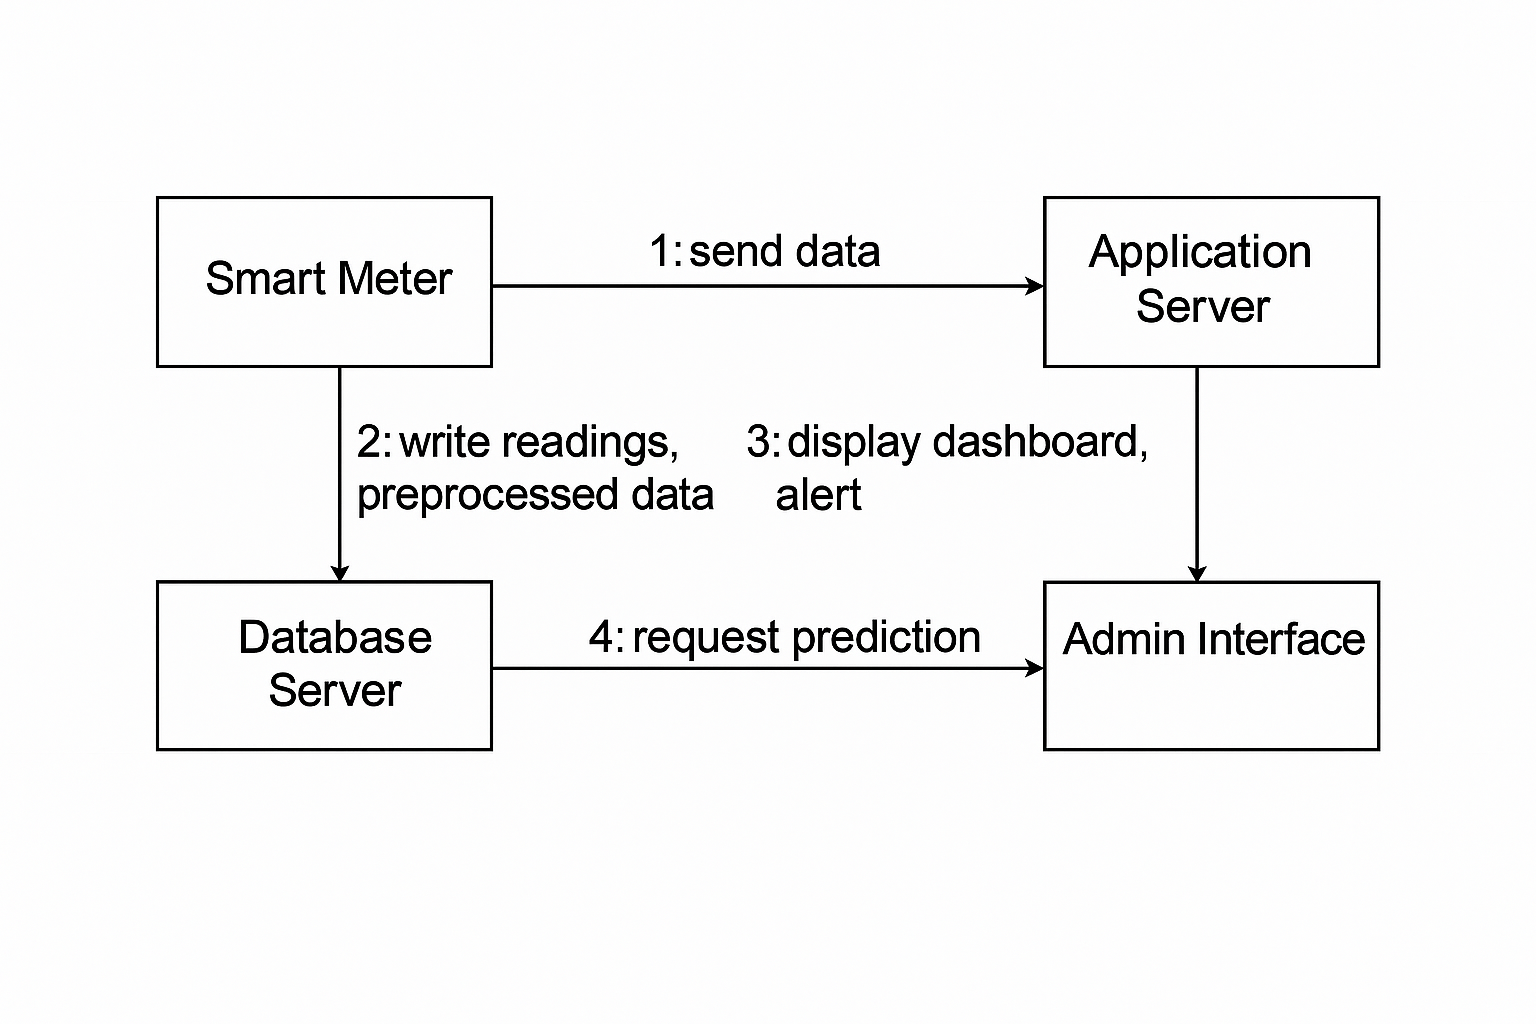 Smart Meter
1: send data
Application
Server
2: write readings,
preprocessed data
3: display dashboard,
alert
Database
Server
4: request prediction
Admin Interface